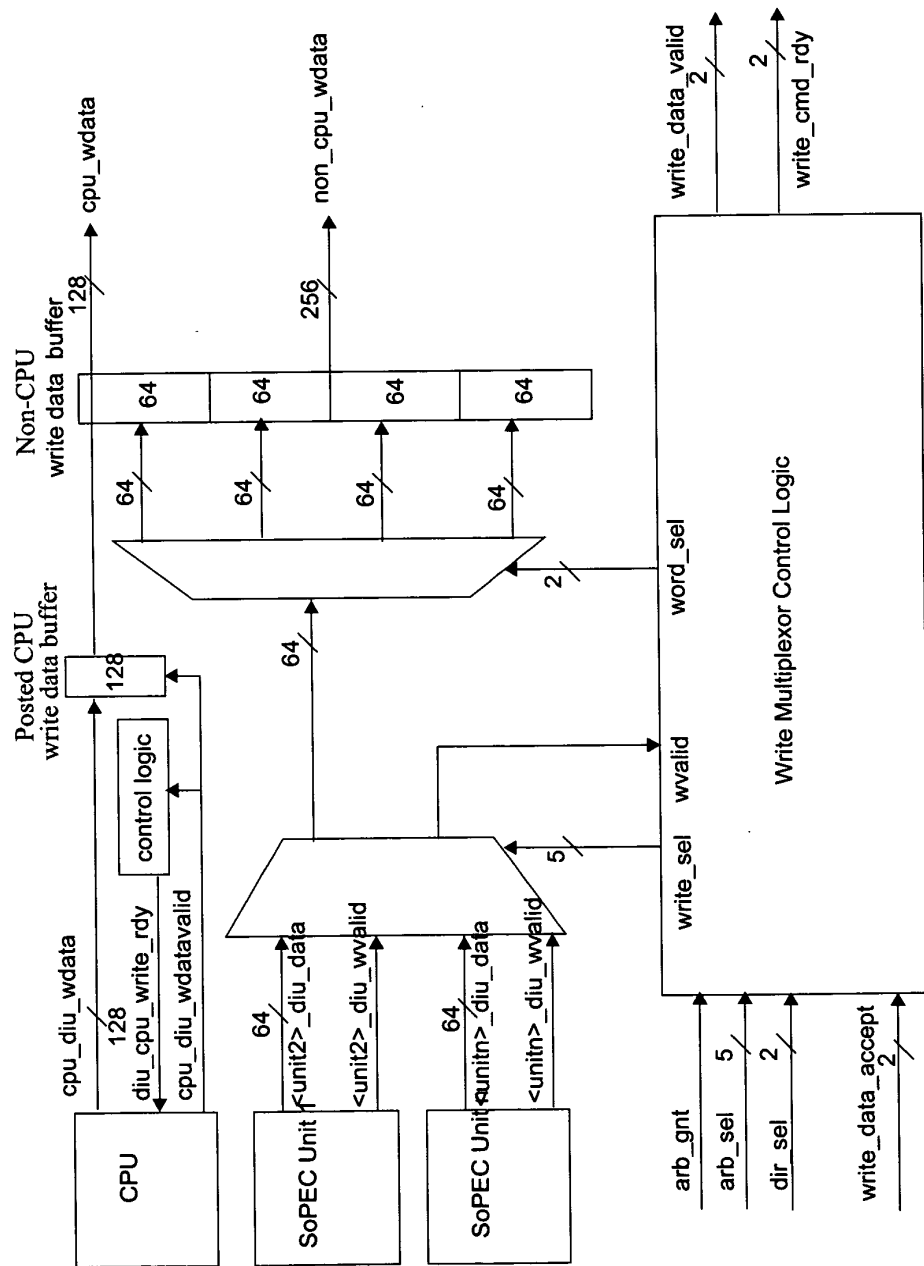 cpu_diu_wdata
128
diu_cpu_write_rdy
cpu_diu_wdatavalid
CPU
control logic
Posted CPU
write data buffer
128
Non-CPU
write data buffer
128
cpu_wdata
SoPEC Unit 1
64
<unit2>_diu_data
<unit2>_diu_wvalid
SoPEC Unit n
64
<unitn>_diu_data
<unitn>_diu_wvalid
64
64
64
64
64
64
64
64
64
256
non_cpu_wdata
5
2
write_sel
wvalid
word_sel
Write Multiplexor Control Logic
arb_gnt
arb_sel
5
dir_sel
2
write_data_accept
2
write_data_valid
2
write_cmd_rdy
2